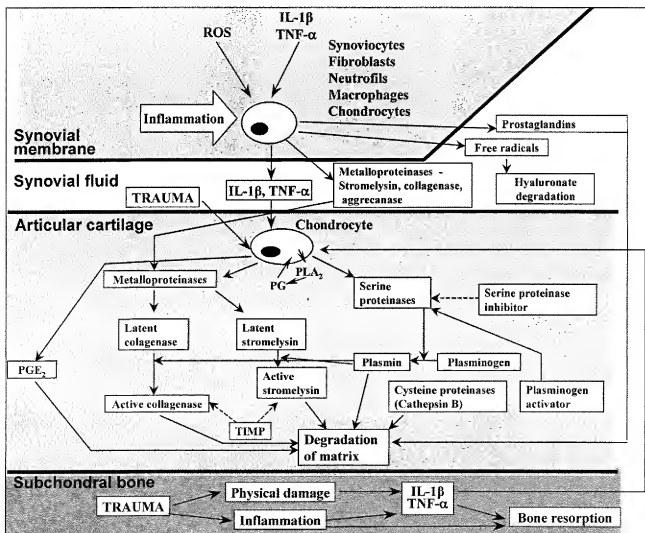 IL-1β
TNF-α
ROS
Synoviocytes
Fibroblasts
Neutrofils
Macrophages
Chondrocytes
Inflammation
Prostaglandins
Synovial
membrane
Free radicals
Synovial fluid
IL-1β, TNF-α
Metalloproteinases -
Stromelysin, collagenase,
aggrecanase
Hyaluronate
degradation
TRAUMA
Articular cartilage
Chondrocyte
Metalloproteinases
PG
PLA2
Serine
proteinases
Serine proteinase
inhibitor
Latent
colagenase
Latent
stromelysin
PGE2
Plasmin
Plasminogen
Active
stromelysin
Cysteine proteinases
(Cathepsin B)
Plasminogen
activator
Active collagenase
TIMP
Degradation
of matrix
Subchondral bone
TRAUMA
Physical damage
IL-1β
TNF-α
Inflammation
Bone resorption